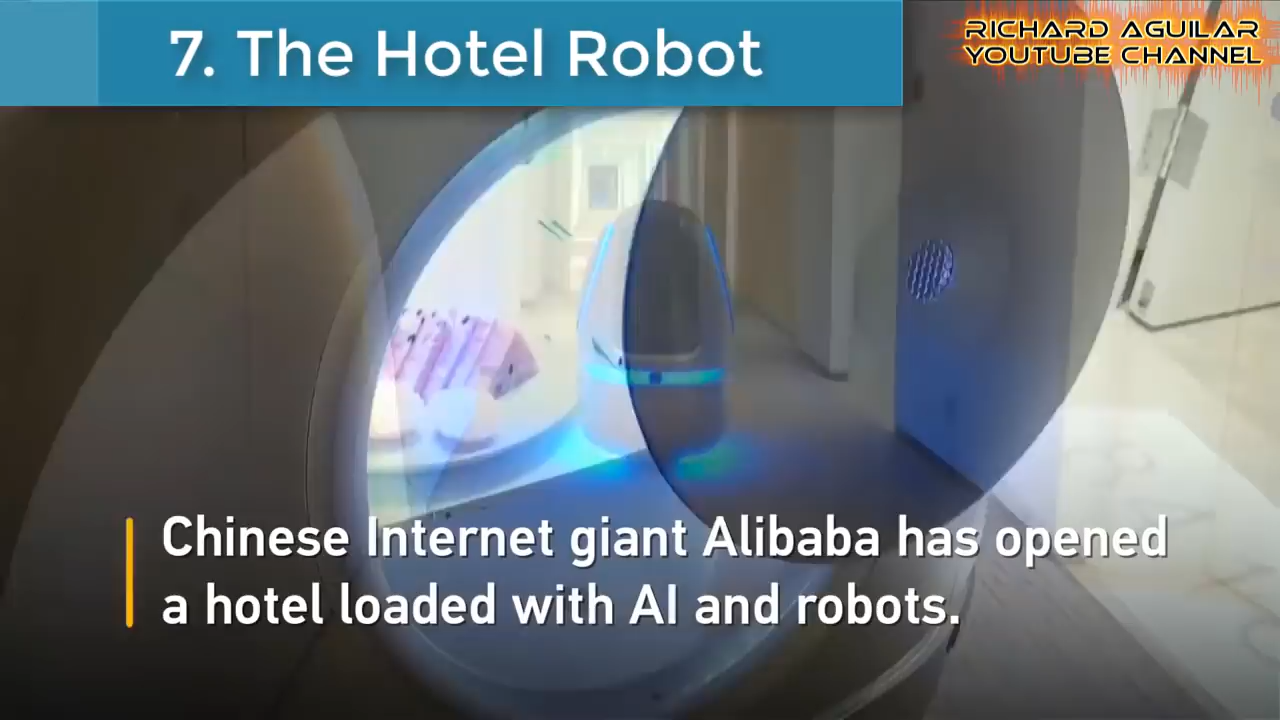 7. The Hotel Robot
RICHARD AGUILAR
YOUTUBE CHANNEL
Chinese Internet giant Alibaba has opened
a hotel loaded with AI and robots.